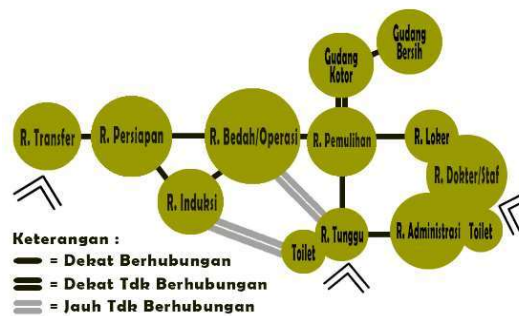 Gudang
Bersih
Gudang
Kotor
R. Transfer
R. Persiapan
R. Bedah/Operasi
R. Pemulihan
R. Loker
R. Dokter/Staf
R. Induksi
Toilet
R. Tunggu
R. Administrasi
Toilet
Keterangan :
= Dekat Berhubungan
= Dekat Tdk Berhubungan
= Jauh Tdk Berhubungan